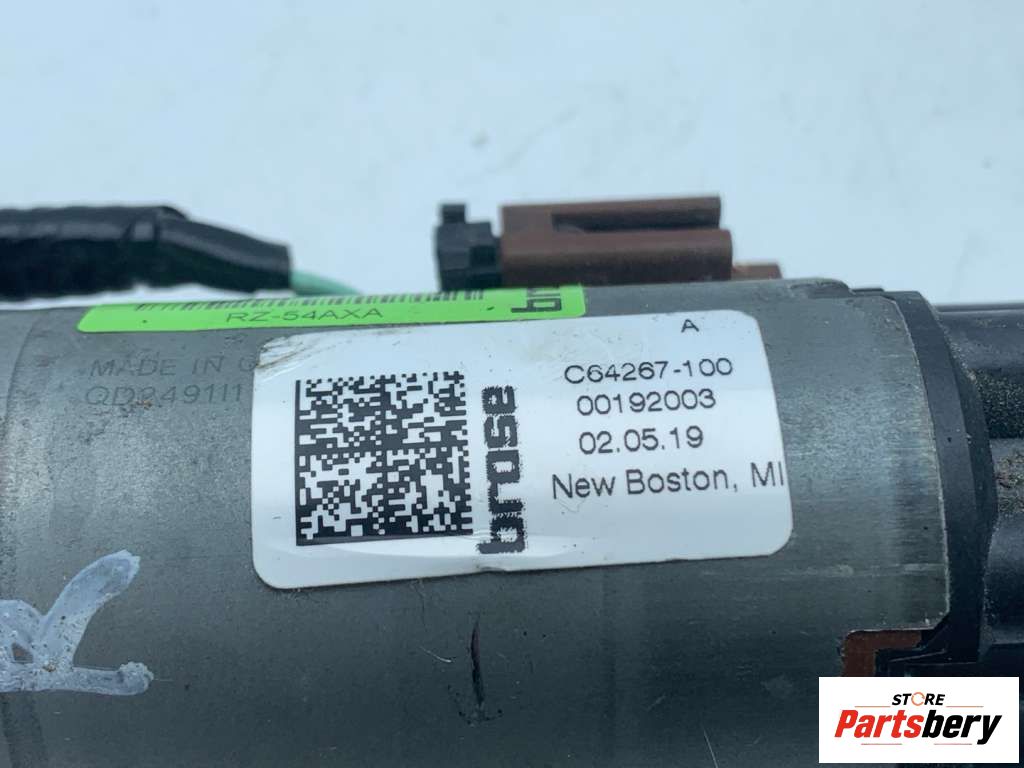 RZ-54AXA
MADE IN
A
C64267-100
00192003
02.05.19
New Boston, MI
brose
STORE
Partsbery